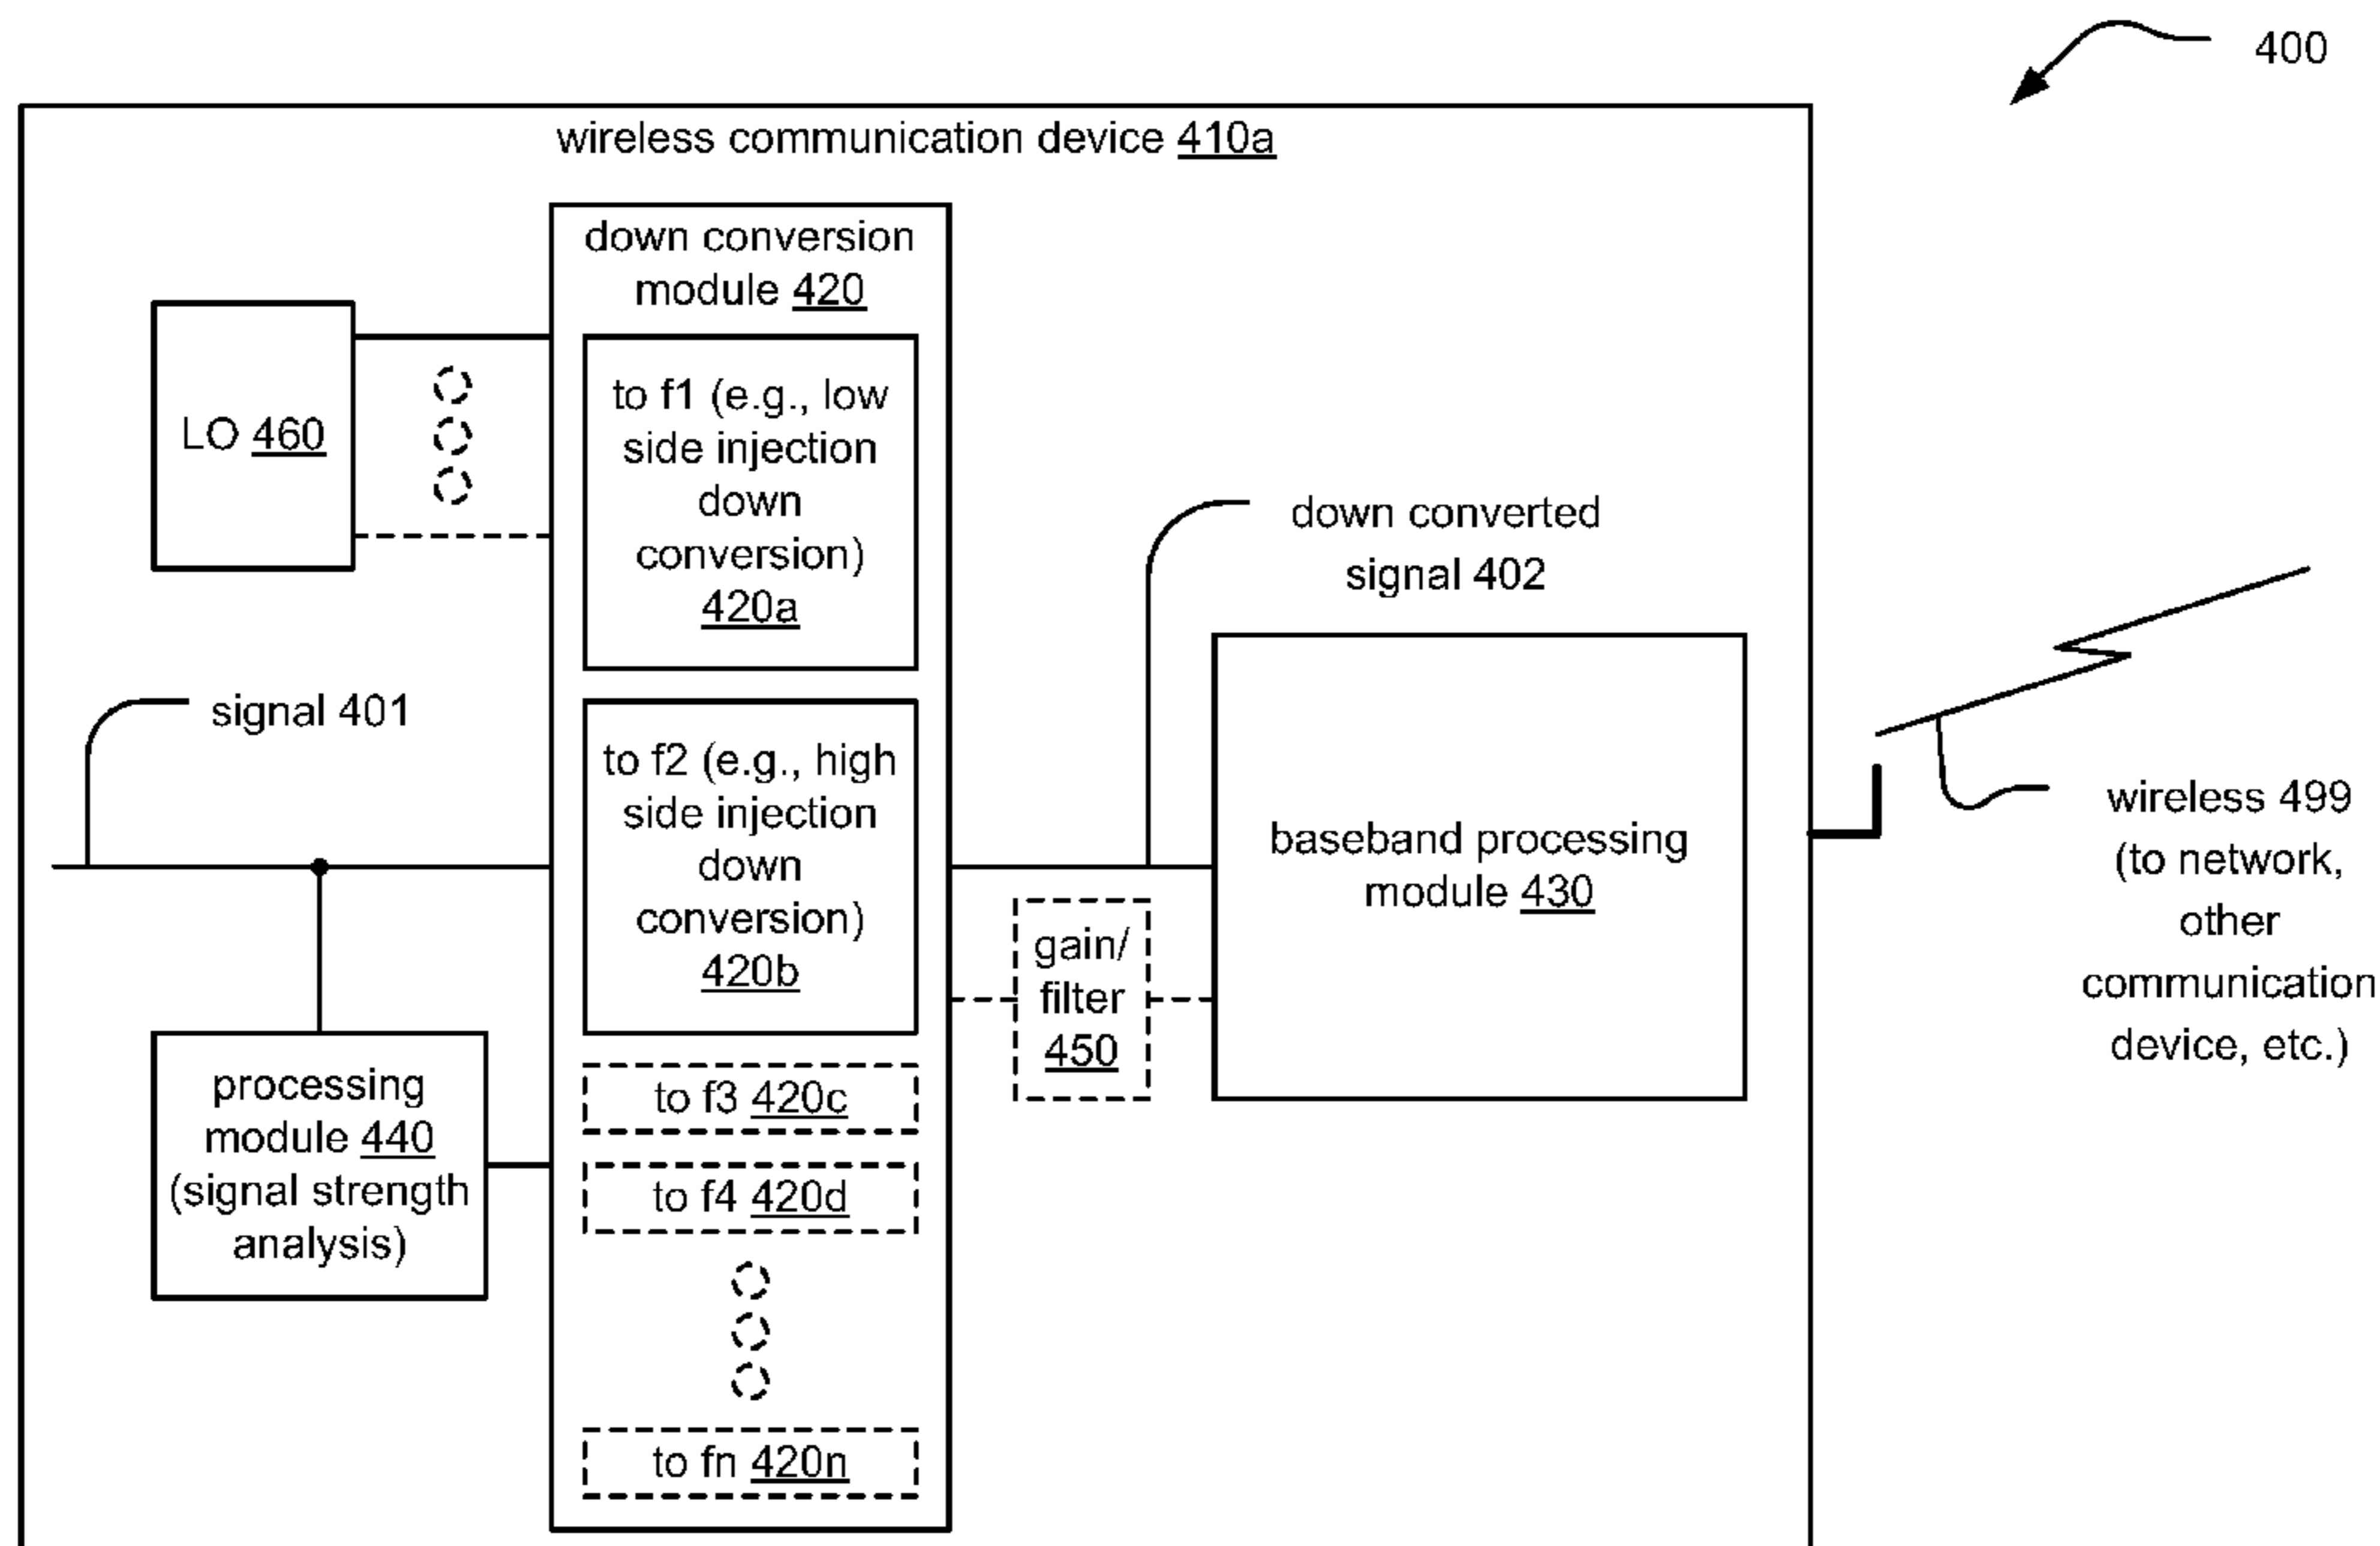 400
wireless communication device 410a
down conversion
module 420
LO 460
to f1 (e.g., low
side injection
down
conversion)
420a
down converted
signal 402
signal 401
to f2 (e.g., high
side injection
down
conversion)
420b
baseband processing
module 430
wireless 499
(to network,
other
communication
device, etc.)
gain/
filter
450
processing
module 440
(signal strength
analysis)
to f3 420c
to f4 420d
to fn 420n